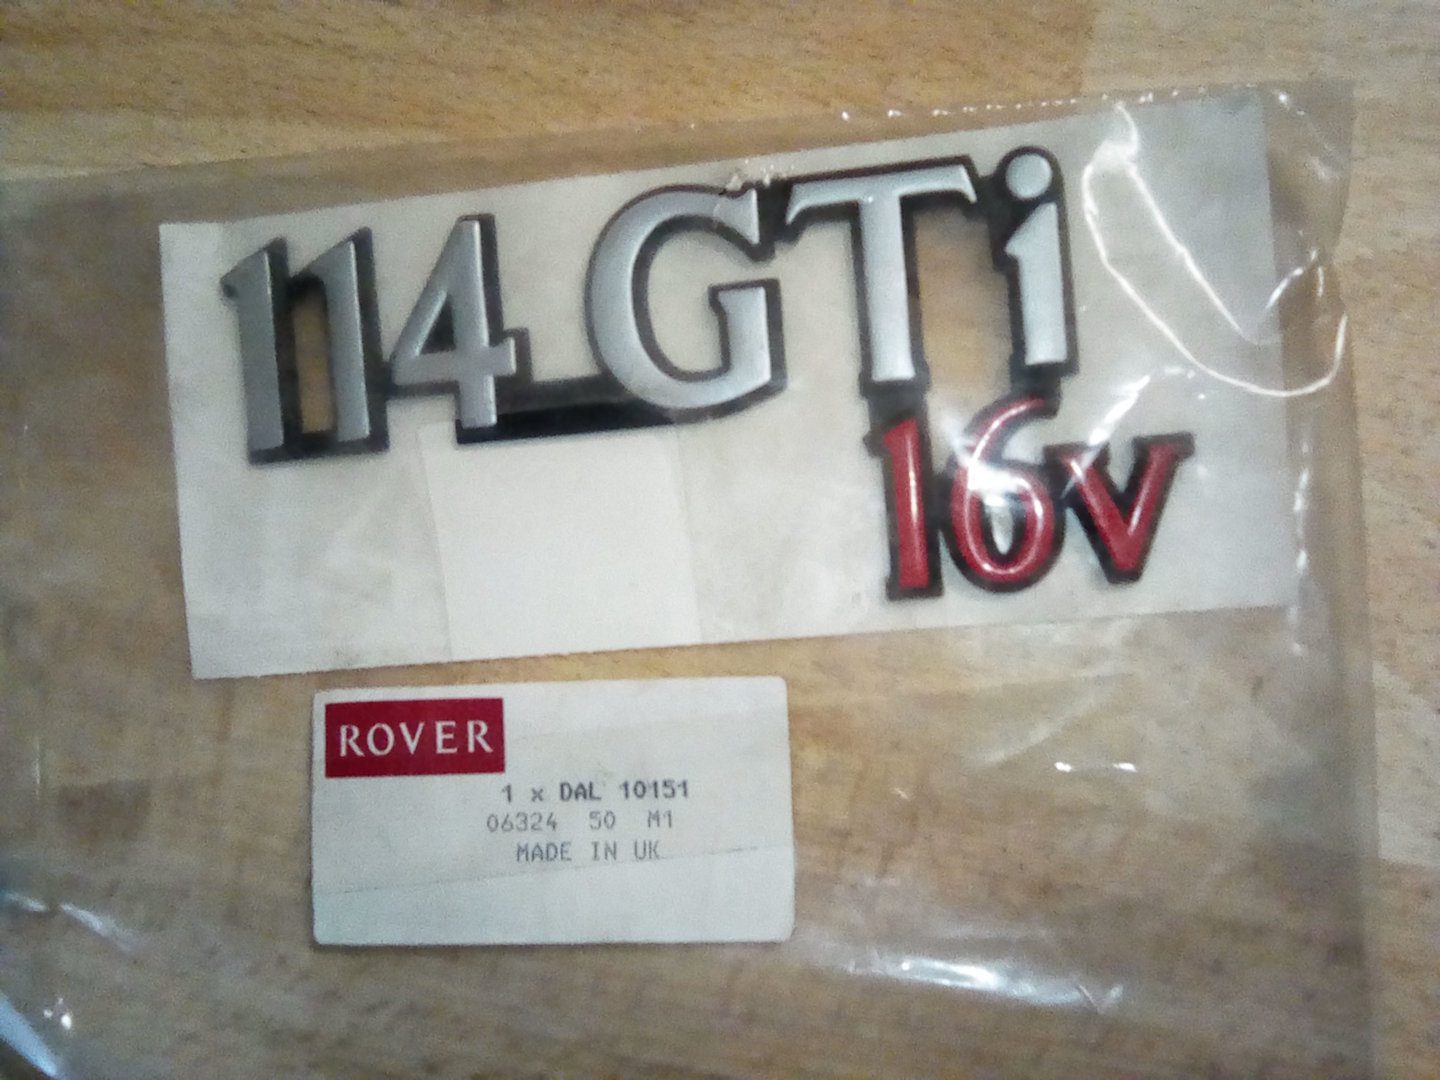 114 GTi
16v
ROVER
1 x DAL 10151
06324 50 M1
MADE IN UK